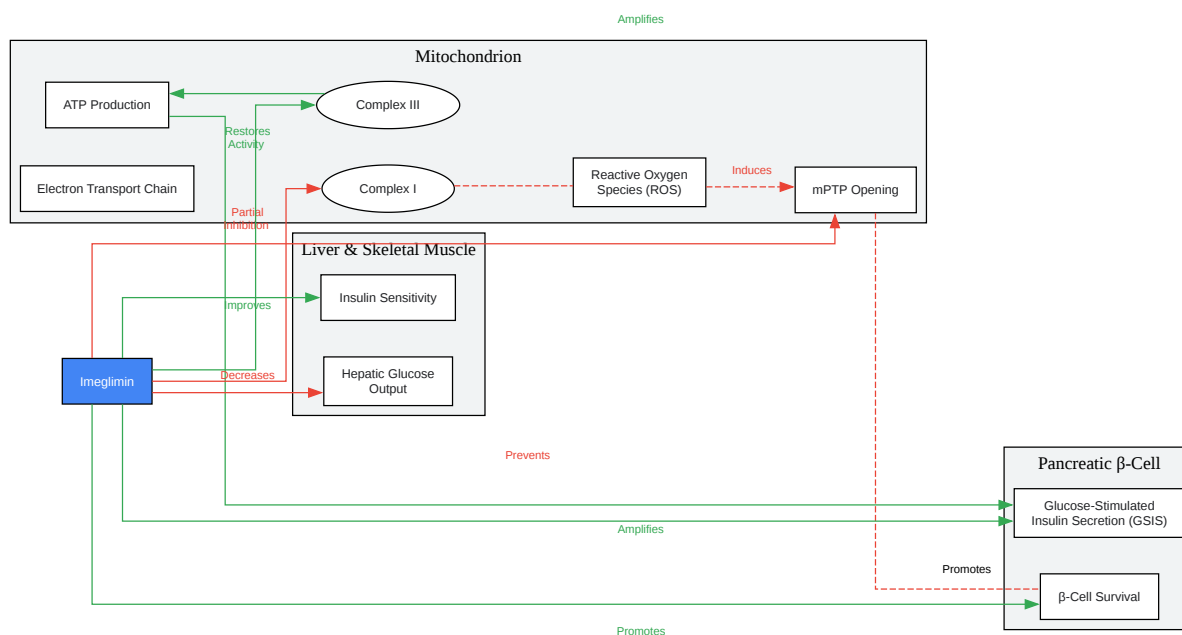 Amplifies
Mitochondrion
ATP Production
Complex III
Restores
Activity
Electron Transport Chain
Complex I
Reactive Oxygen
Species (ROS)
Induces
mPTP Opening
Partial
Inhibition
Liver & Skeletal Muscle
Insulin Sensitivity
Improves
Imeglimin
Decreases
Hepatic Glucose
Output
Prevents
Pancreatic β-Cell
Glucose-Stimulated
Insulin Secretion (GSIS)
Amplifies
Promotes
β-Cell Survival
Promotes